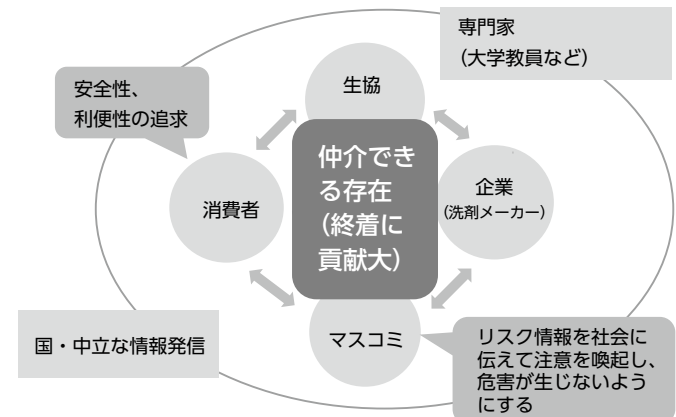 専門家
(大学教員など)
生協
安全性、
利便性の追求
仲介でき
る存在
(終着に
貢献大)
消費者
企業
(洗剤メーカー)
マスコミ
国・中立な情報発信
リスク情報を社会に
伝えて注意を喚起し、
危害が生じないよう
にする